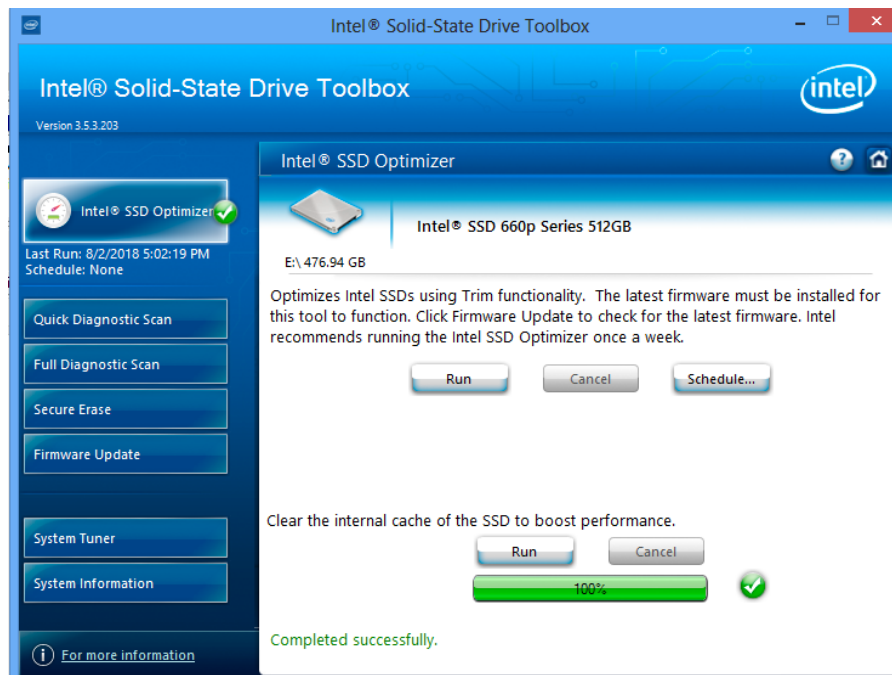 Intel® Solid-State Drive Toolbox
Intel® Solid-State Drive Toolbox
intel
Version 3.5.3.203
Intel® SSD Optimizer
?
Intel® SSD Optimizer
Last Run: 8/2/2018 5:02:19 PM
Schedule: None
Intel® SSD 660p Series 512GB
E:\ 476.94 GB
Optimizes Intel SSDs using Trim functionality. The latest firmware must be installed for
this tool to function. Click Firmware Update to check for the latest firmware. Intel
recommends running the Intel SSD Optimizer once a week.
Run
Cancel
Schedule...
Quick Diagnostic Scan
Full Diagnostic Scan
Secure Erase
Firmware Update
System Tuner
System Information
Clear the internal cache of the SSD to boost performance.
Run
Cancel
100%
Completed successfully.
For more information